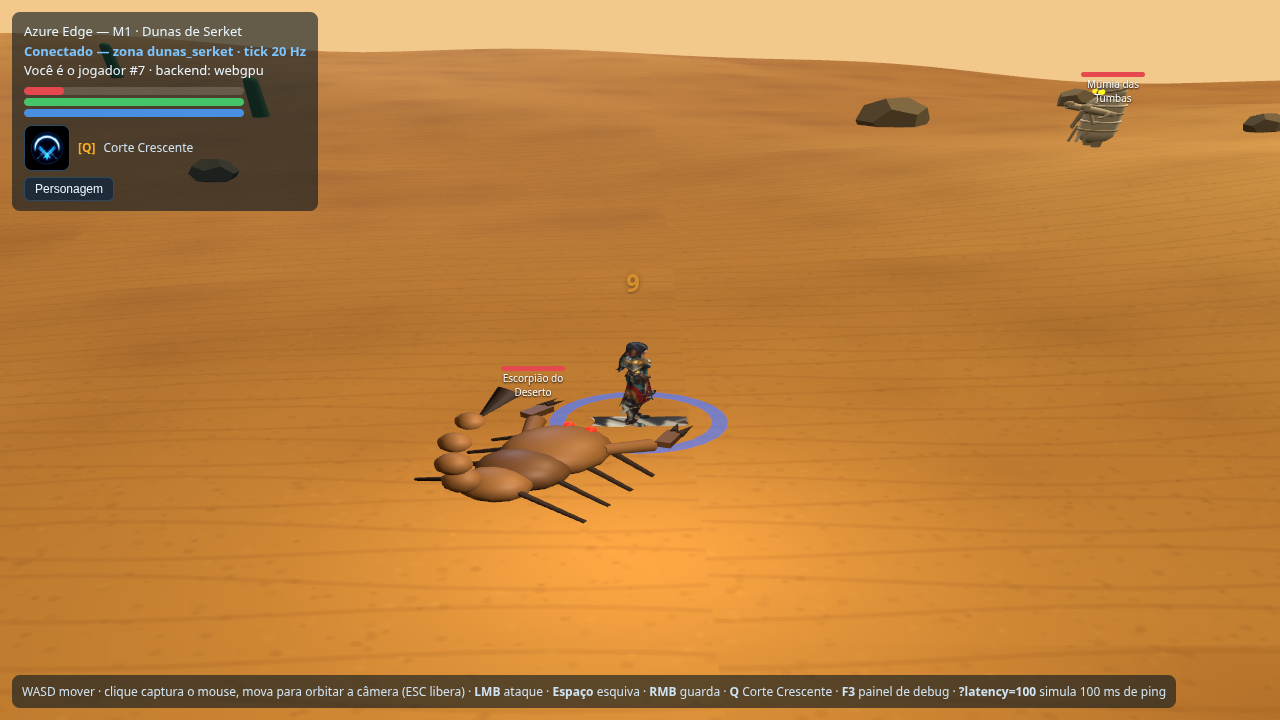 Azure Edge — M1 · Dunas de Serket
Conectado — zona dunas_serket · tick 20 Hz
Você é o jogador #7 · backend: webgpu
[Q] Corte Crescente
Personagem
Múmia das
Tumbas
9
Escorpião do
Deserto
WASD mover · clique captura o mouse, mova para orbitar a câmera (ESC libera) · LMB ataque · Espaço esquiva · RMB guarda · Q Corte Crescente · F3 painel de debug · ?latency=100 simula 100 ms de ping